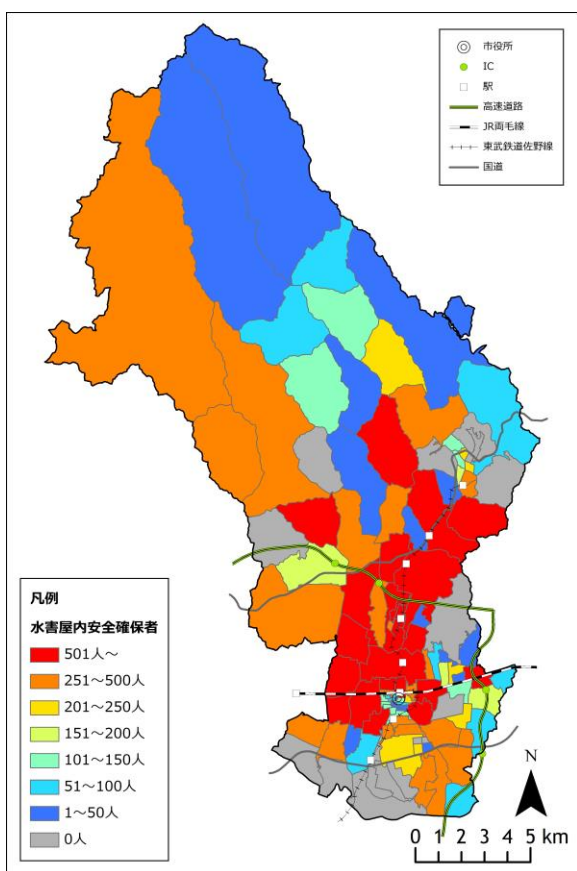 市役所
IC
駅
高速道路
JR両毛線
東武鉄道佐野線
国道
凡例
水害屋内安全確保者
501人～
251～500人
201～250人
151～200人
101～150人
51～100人
1～50人
0人
N
0 1 2 3 4 5 km